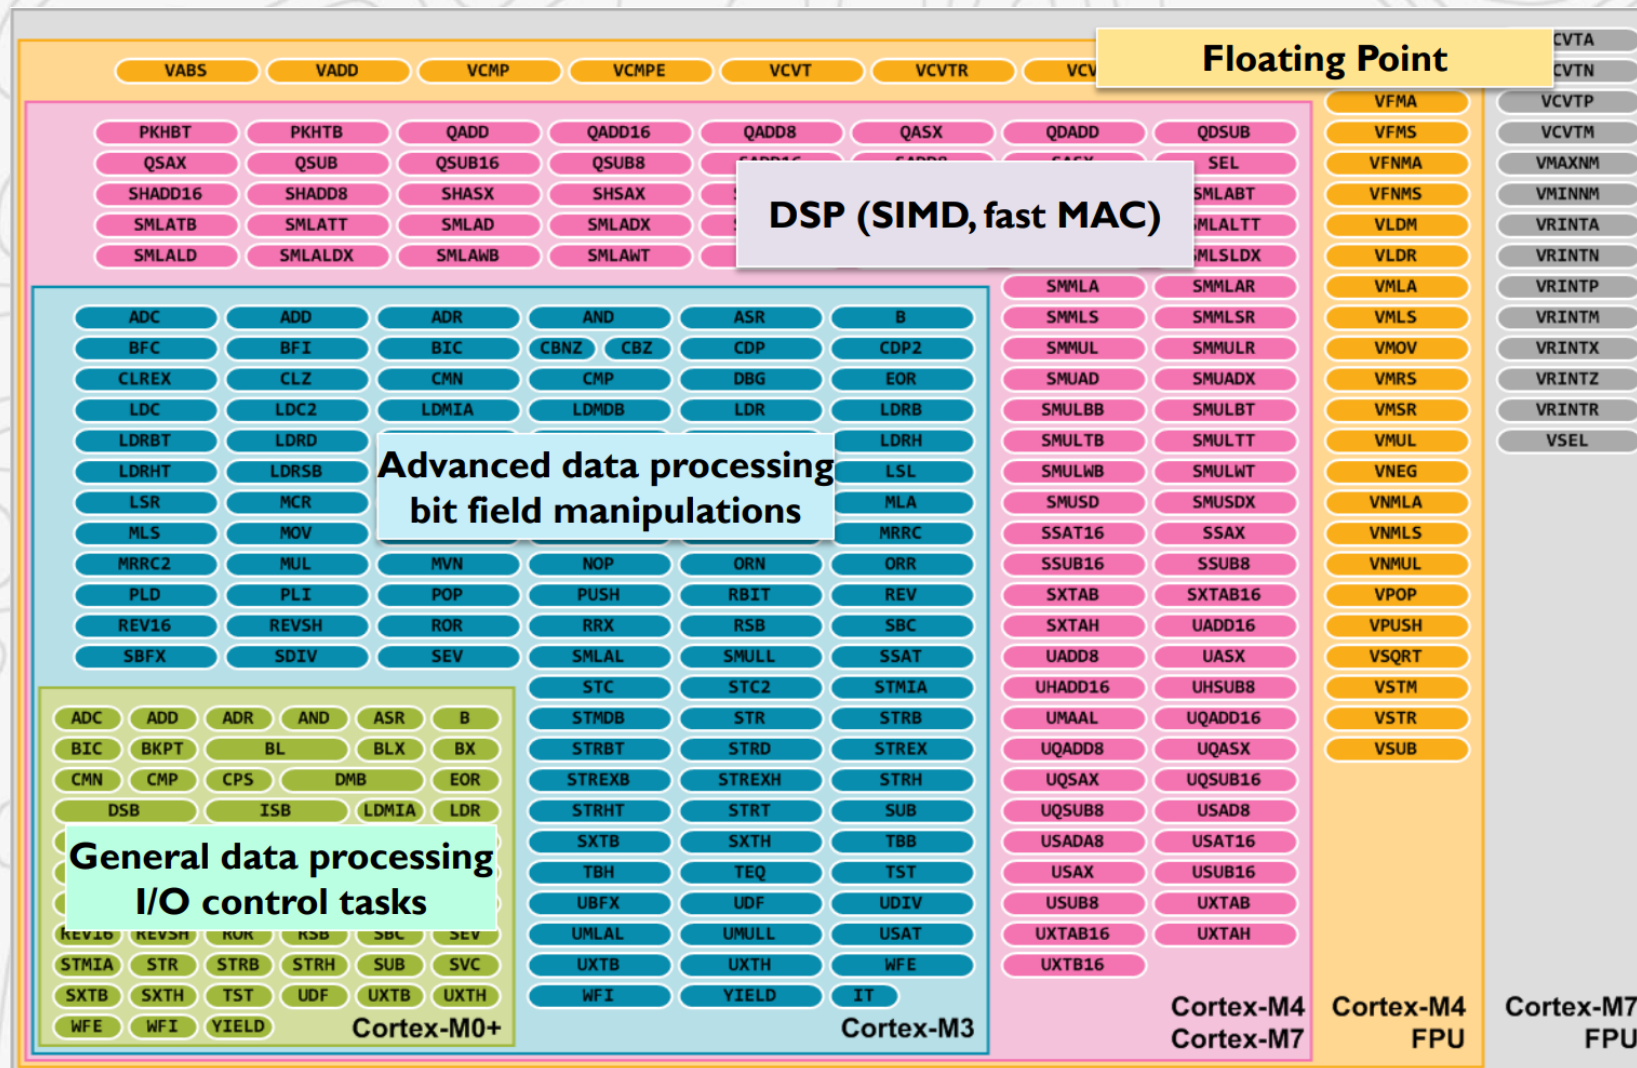 CVTA
Floating Point
VABS VADD VCMP VCMPE VCVT VCVTR VCV CVTN
VFMA VCVTP
PKHBT PKHTB QADD QADD16 QADD8 QASX QDADD QDSUB VFMS VCVTM
QSAX QSUB QSUB16 QSUB8 SEL VFNMA VMAXNM
SHADD16 SHADD8 SHASX SHSAX SMLABT VFNMS VMINNM
DSP (SIMD, fast MAC)
SMLATB SMLATT SMLAD SMLADX MLALTT VLDM VRINTA
SMLALD SMLALDX SMLAWB SMLAWT MLSLDX VLDR VRINTN
SMMLA SMMLAR VMLA VRINTP
ADC ADD ADR AND ASR B SMMLS SMMLSR VMLS VRINTM
BFC BFI BIC CBNZ CBZ CDP CDP2 SMMUL SMMULR VMOV VRINTX
CLREX CLZ CMN CMP DBG EOR SMUAD SMUADX VMRS VRINTZ
LDC LDC2 LDMIA LDMDB LDR LDRB SMULBB SMULBT VMSR VRINTR
LDRBT LDRD LDRH SMULTB SMULTT VMUL VSEL
Advanced data processing
LDRHT LDRSB LSL SMULWB SMULWT VNEG
LSR MCR MLA SMUSD SMUSDX VNMLA
bit field manipulations
MLS MOV MRRC SSAT16 SSAX VNMLS
MRRC2 MUL MVN NOP ORN ORR SSUB16 SSUB8 VNMUL
PLD PLI POP PUSH RBIT REV SXTAB SXTAB16 VPOP
REV16 REVSH ROR RRX RSB SBC SXTAH UADD16 VPUSH
SBFX SDIV SEV SMLAL SMULL SSAT UADD8 UASX VSQRT
STC STC2 STMIA UHADD16 UHSUB8 VSTM
ADC ADD ADR AND ASR B STMDB STR STRB UMAAL UQADD16 VSTR
BIC BKPT BL BLX BX STRBT STRD STREX UQADD8 UQASX VSUB
CMN CMP CPS DMB EOR STREXB STREXH STRH UQSAX UQSUB16
DSB ISB LDMIA LDR STRHT STRT SUB UQSUB8 USAD8
SXTB SXTH TBB USADA8 USAT16
General data processing
TBH TEQ TST USAX USUB16
I/O control tasks
UBFX UDF UDIV USUB8 UXTAB
REV16 REVSH ROR RSB SBC SEV UMLAL UMULL USAT UXTAB16 UXTAH
STMIA STR STRB STRH SUB SVC UXTB UXTH WFE UXTB16
SXTB SXTH TST UDF UXTB UXTH WFI YIELD IT
WFE WFI YIELD Cortex-M0+ Cortex-M3
Cortex-M4 Cortex-M4 Cortex-M7
Cortex-M7 FPU FPU